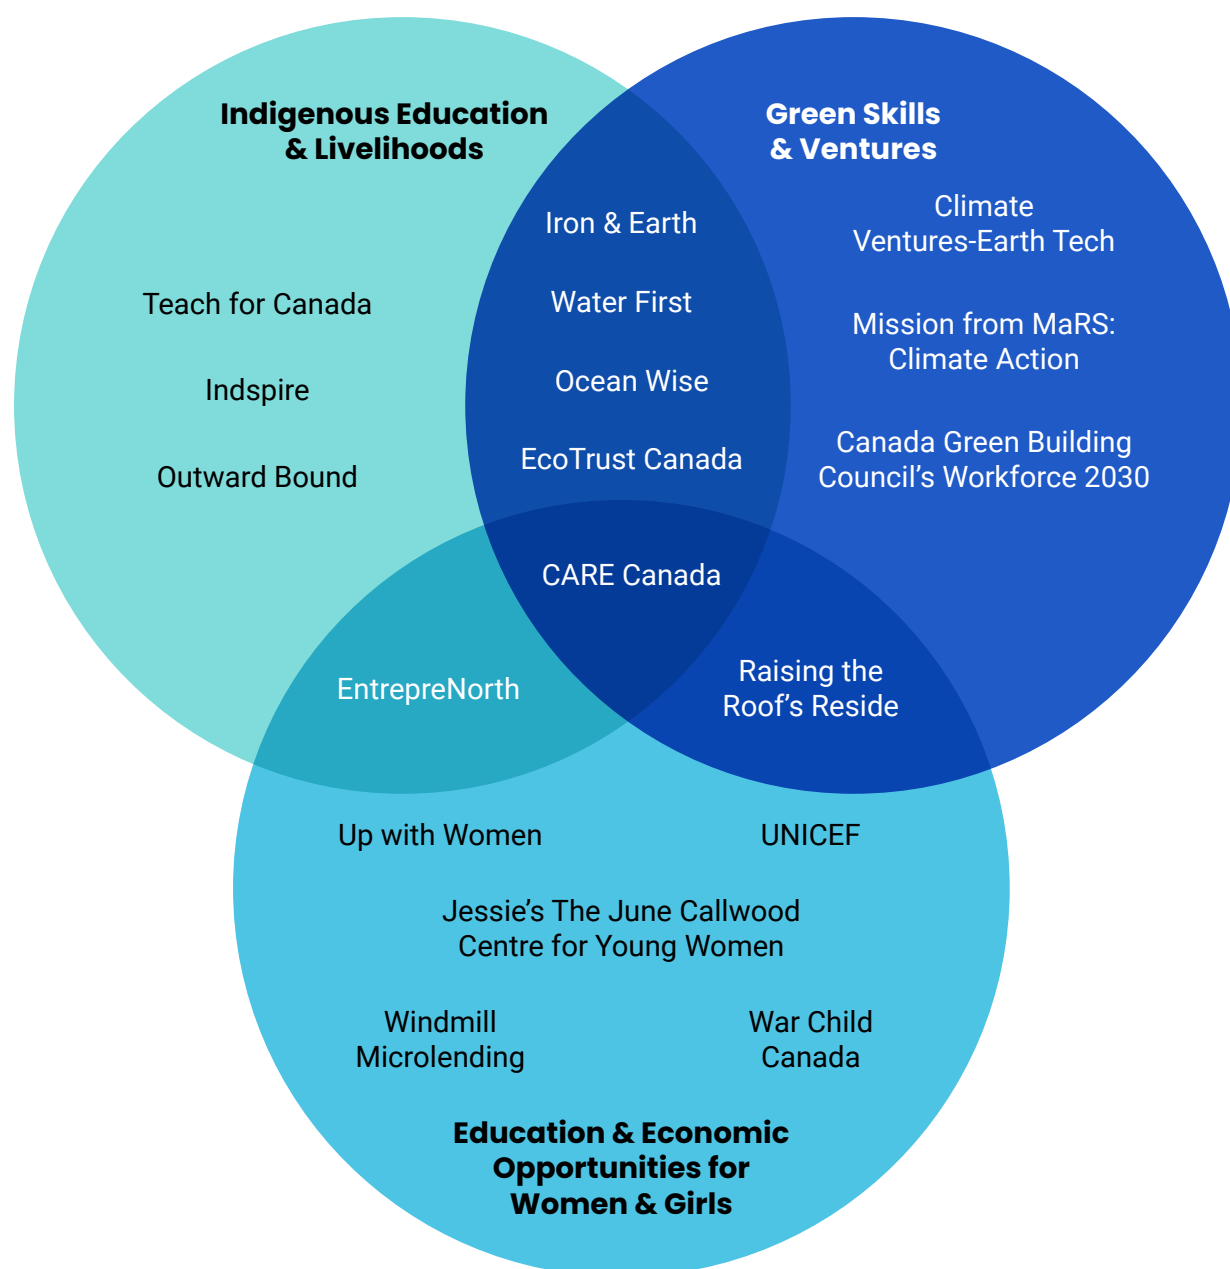 Indigenous Education
& Livelihoods
Teach for Canada
Indspire
Outward Bound
Iron & Earth
Water First
Ocean Wise
EcoTrust Canada
Green Skills
& Ventures
Climate
Ventures-Earth Tech
Mission from MaRS:
Climate Action
Canada Green Building
Council’s Workforce 2030
CARE Canada
EntrepreNorth
Raising the
Roof’s Reside
Up with Women
UNICEF
Jessie’s The June Callwood
Centre for Young Women
Windmill
Microlending
War Child
Canada
Education & Economic
Opportunities for
Women & Girls